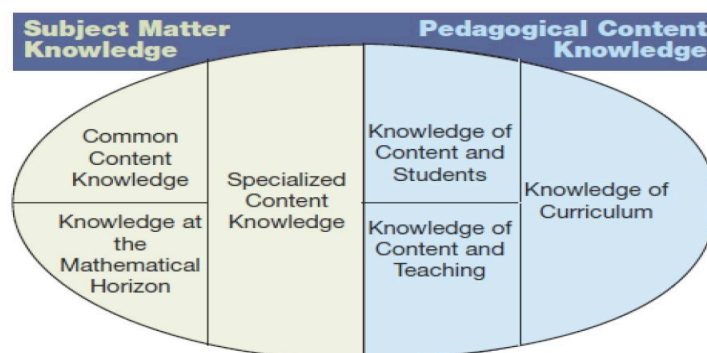 Subject Matter
Knowledge
Pedagogical Content
Knowledge
Common
Content
Knowledge
Knowledge at
the
Mathematical
Horizon
Specialized
Content
Knowledge
Knowledge of
Content and
Students
Knowledge of
Content and
Teaching
Knowledge of
Curriculum